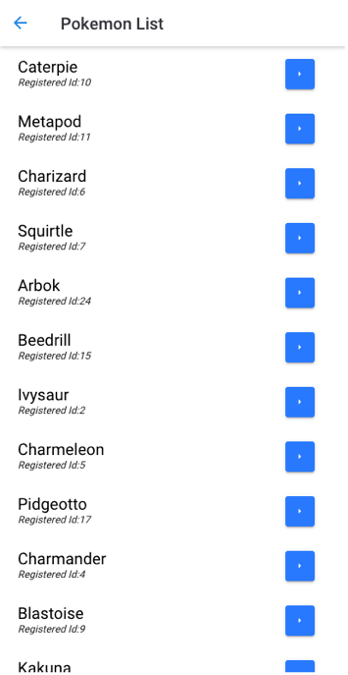 Pokemon List
Caterpie
Registered Id:10
Metapod
Registered Id:11
Charizard
Registered Id:6
Squirtle
Registered Id:7
Arbok
Registered Id:24
Beedrill
Registered Id:15
Ivysaur
Registered Id:2
Charmeleon
Registered Id:5
Pidgeotto
Registered Id:17
Charmander
Registered Id:4
Blastoise
Registered Id:9
Kakuna